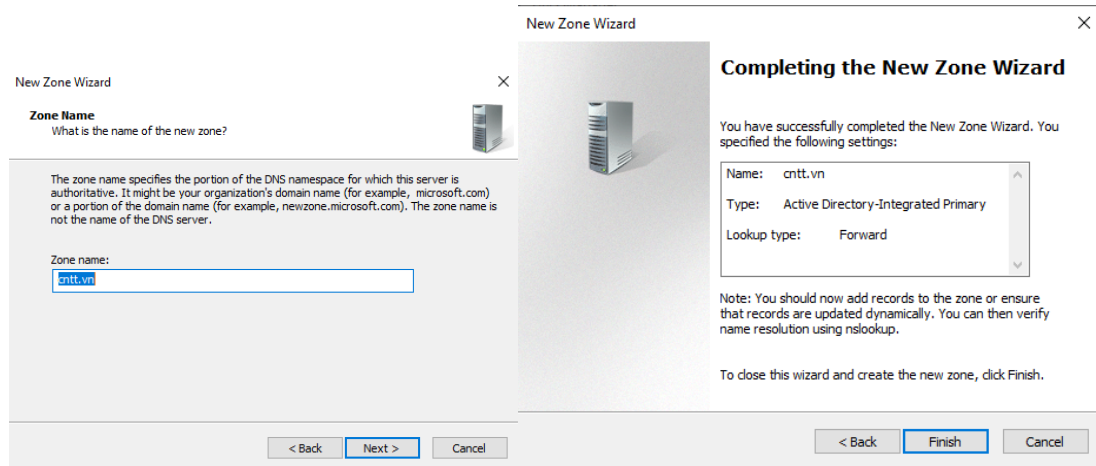 New Zone Wizard
Zone Name
What is the name of the new zone?
The zone name specifies the portion of the DNS namespace for which this server is
authoritative. It might be your organization's domain name (for example, microsoft.com)
or a portion of the domain name (for example, newzone.microsoft.com). The zone name is
not the name of the DNS server.
Zone name:
cntt.vn
< Back
Next >
Cancel
New Zone Wizard
Completing the New Zone Wizard
You have successfully completed the New Zone Wizard. You
specified the following settings:
Name: cntt.vn
Type: Active Directory-Integrated Primary
Lookup type: Forward
Note: You should now add records to the zone or ensure
that records are updated dynamically. You can then verify
name resolution using nslookup.
To close this wizard and create the new zone, click Finish.
< Back
Finish
Cancel